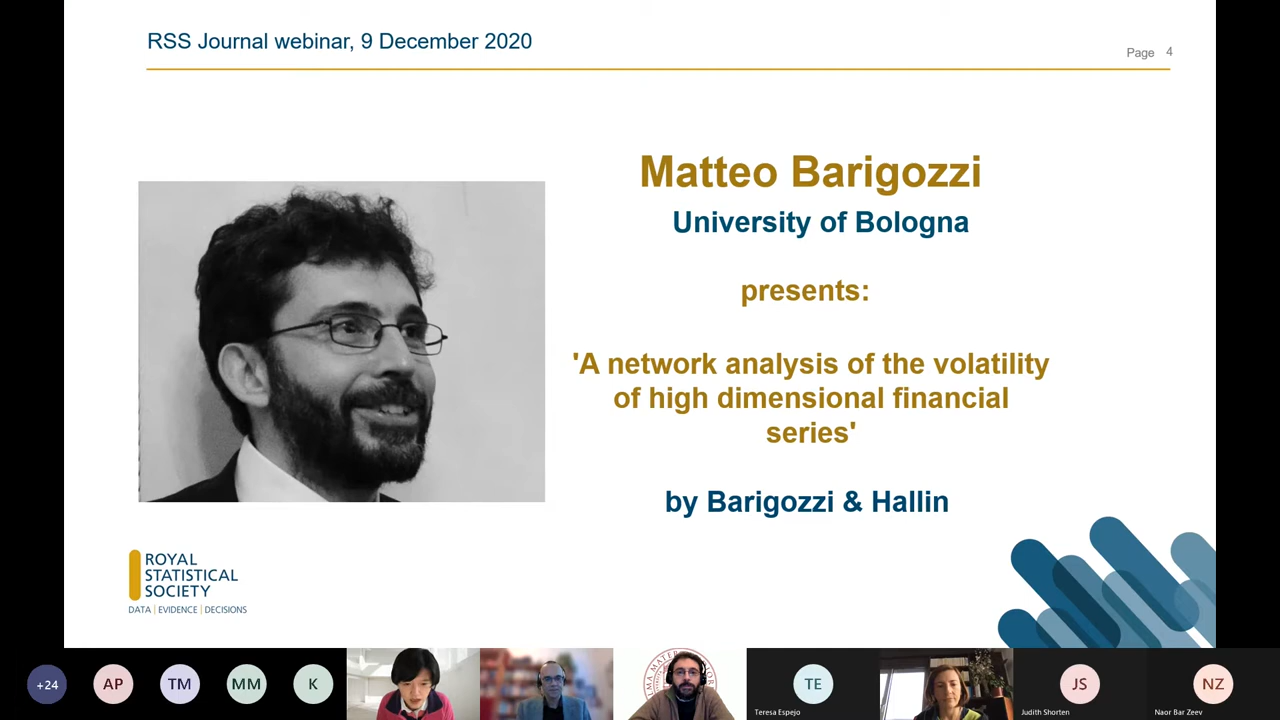 RSS Journal webinar, 9 December 2020
Page 4
Matteo Barigozzi
University of Bologna
presents:
'A network analysis of the volatility
of high dimensional financial
series'
by Barigozzi & Hallin
ROYAL
STATISTICAL
SOCIETY
DATA | EVIDENCE | DECISIONS
+24
AP
TM
MM
K
TE
Teresa Espejo
JS
Judith Shorten
NZ
Naor Bar Zeev